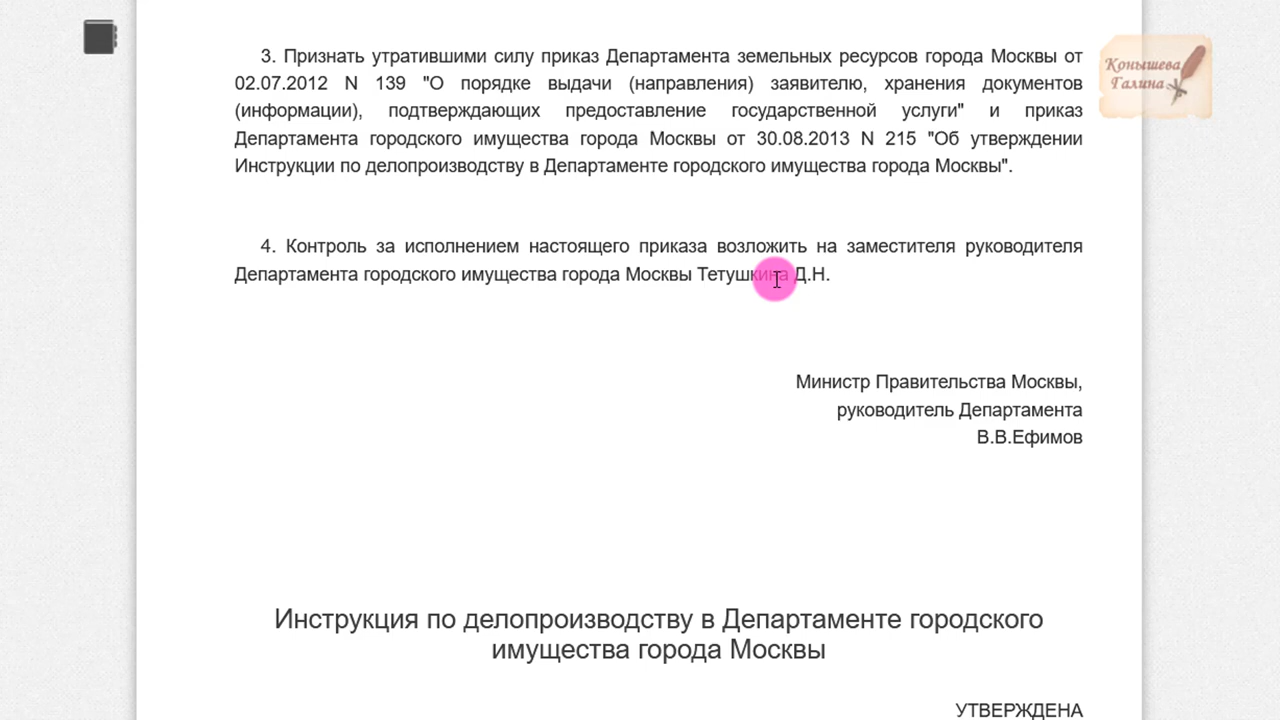 3. Признать утратившими силу приказ Департамента земельных ресурсов города Москвы от
02.07.2012 N 139 "О порядке выдачи (направления) заявителю, хранения документов
(информации), подтверждающих предоставление государственной услуги" и приказ
Департамента городского имущества города Москвы от 30.08.2013 N 215 "Об утверждении
Инструкции по делопроизводству в Департаменте городского имущества города Москвы".
4. Контроль за исполнением настоящего приказа возложить на заместителя руководителя
Департамента городского имущества города Москвы Тетушкина Д.Н.
Министр Правительства Москвы,
руководитель Департамента
В.В.Ефимов
Инструкция по делопроизводству в Департаменте городского
имущества города Москвы
УТВЕРЖДЕНА
Конышева
Галина